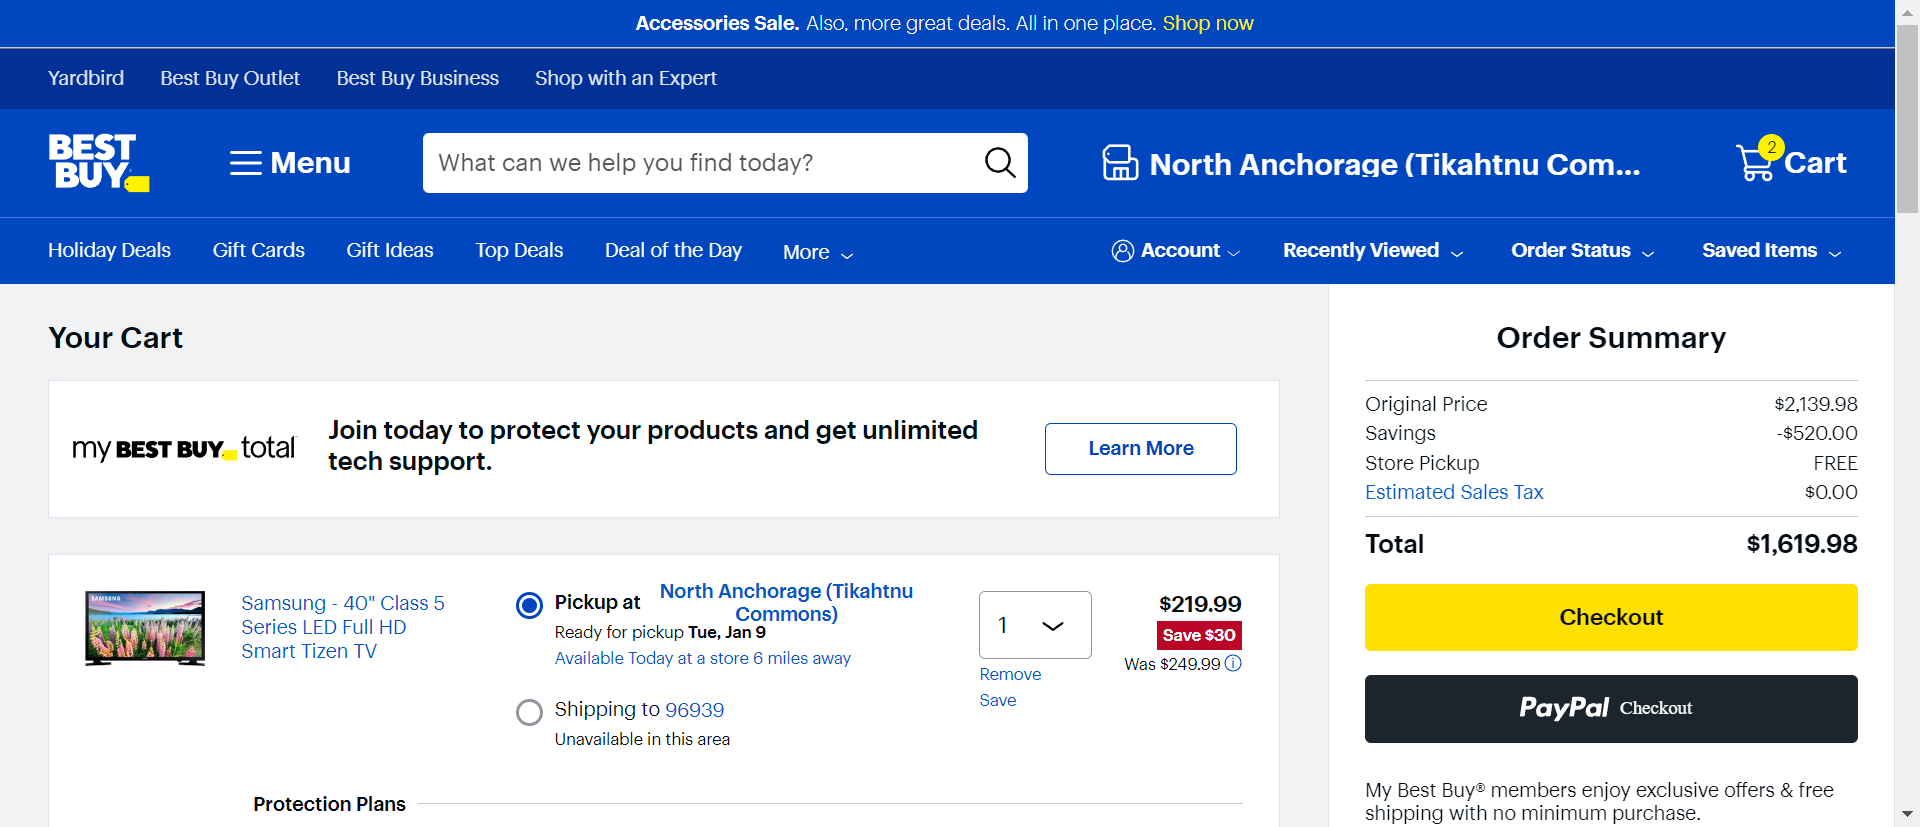 Accessories Sale. Also, more great deals. All in one place. Shop now
Yardbird Best Buy Outlet Best Buy Business Shop with an Expert
BEST BUY
Menu
What can we help you find today?
North Anchorage (Tikahtnu Com...
2
Cart
Holiday Deals Gift Cards Gift Ideas Top Deals Deal of the Day More
Account Recently Viewed Order Status Saved Items
Your Cart
my BEST BUY total
Join today to protect your products and get unlimited
tech support.
Learn More
SAMSUNG
Samsung - 40" Class 5
Series LED Full HD
Smart Tizen TV
Pickup at North Anchorage (Tikahtnu
Commons)
Ready for pickup Tue, Jan 9
Available Today at a store 6 miles away
Shipping to 96939
Unavailable in this area
1
Remove
Save
$219.99
Save $30
Was $249.99
Protection Plans
Order Summary
Original Price $2,139.98
Savings -$520.00
Store Pickup FREE
Estimated Sales Tax $0.00
Total $1,619.98
Checkout
PayPal Checkout
My Best Buy® members enjoy exclusive offers & free
shipping with no minimum purchase.